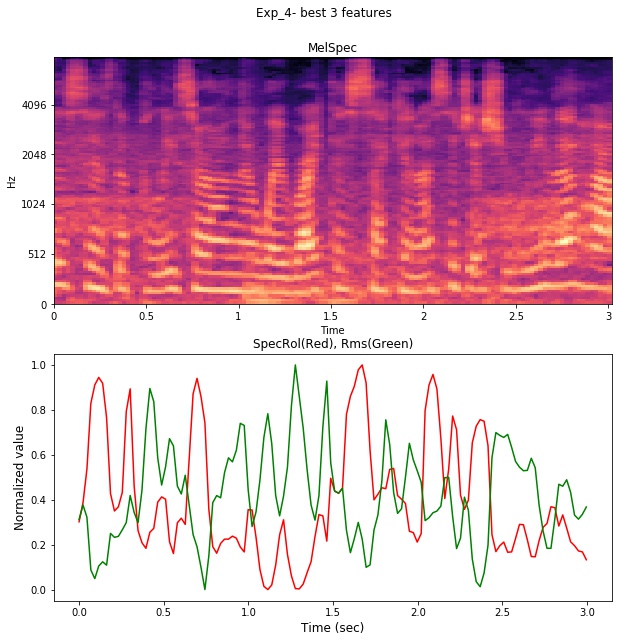 Exp_4- best 3 features
MelSpec
4096
2048
1024
512
0
Hz
0 0.5 1 1.5 2 2.5 3
Time
SpecRol(Red), Rms(Green)
1.0
0.8
0.6
0.4
0.2
0.0
Normalized value
0.0 0.5 1.0 1.5 2.0 2.5 3.0
Time (sec)